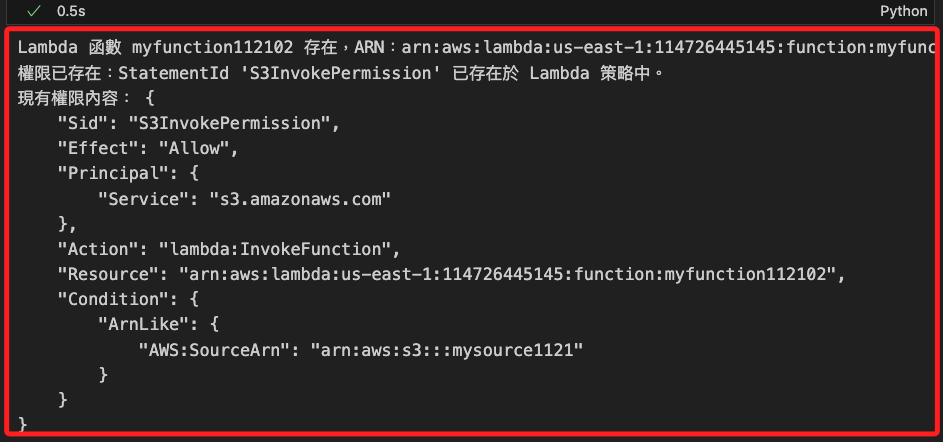 0.5s Python
Lambda 函數 myfunction112102 存在，ARN：arn:aws:lambda:us-east-1:114726445145:function:myfunc
權限已存在：StatementId 'S3InvokePermission' 已存在於 Lambda 策略中。
現有權限內容： {
    "Sid": "S3InvokePermission",
    "Effect": "Allow",
    "Principal": {
        "Service": "s3.amazonaws.com"
    },
    "Action": "lambda:InvokeFunction",
    "Resource": "arn:aws:lambda:us-east-1:114726445145:function:myfunction112102",
    "Condition": {
        "ArnLike": {
            "AWS:SourceArn": "arn:aws:s3:::mysource1121"
        }
    }
}